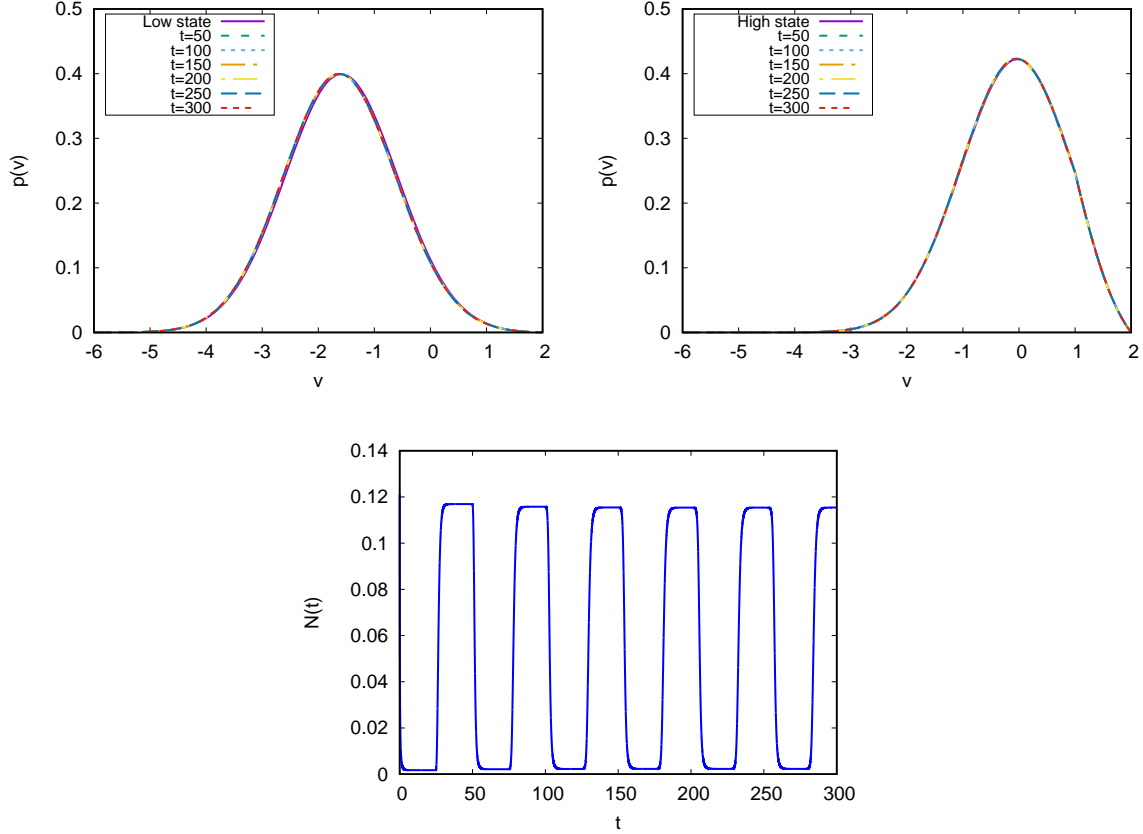 0.5
0.4
0.3
0.2
0.1
0
p(v)
Low state
t=50
t=100
t=150
t=200
t=250
t=300
-6 -5 -4 -3 -2 -1 0 1 2
v
0.5
0.4
0.3
0.2
0.1
0
p(v)
High state
t=50
t=100
t=150
t=200
t=250
t=300
-6 -5 -4 -3 -2 -1 0 1 2
v
0.14
0.12
0.1
0.08
0.06
0.04
0.02
0
N(t)
0 50 100 150 200 250 300
t